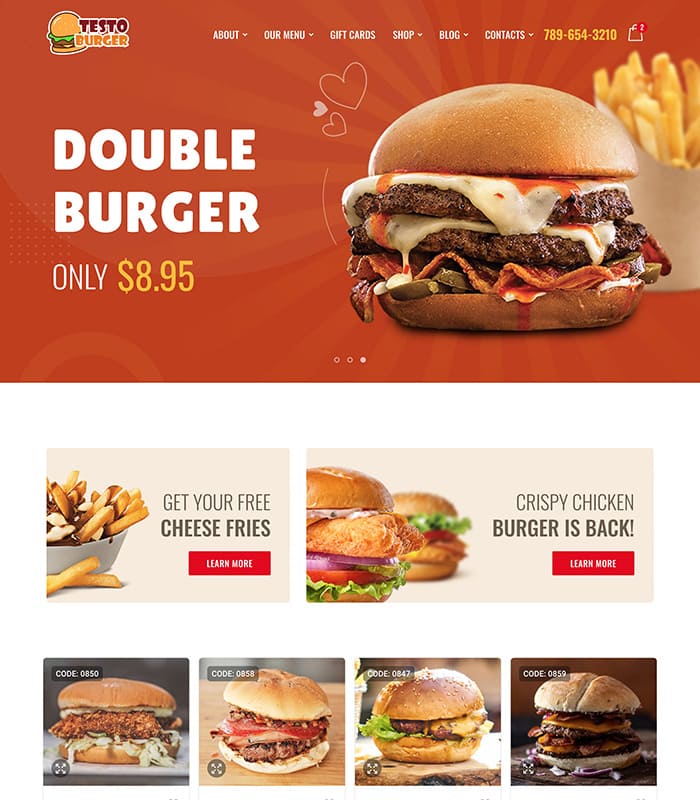 TESTO
BURGER
ABOUT
OUR MENU
GIFT CARDS
SHOP
BLOG
CONTACTS
789-654-3210
2
DOUBLE
BURGER
ONLY $8.95
GET YOUR FREE
CHEESE FRIES
LEARN MORE
CRISPY CHICKEN
BURGER IS BACK!
LEARN MORE
CODE: 0850
CODE: 0858
CODE: 0847
CODE: 0859